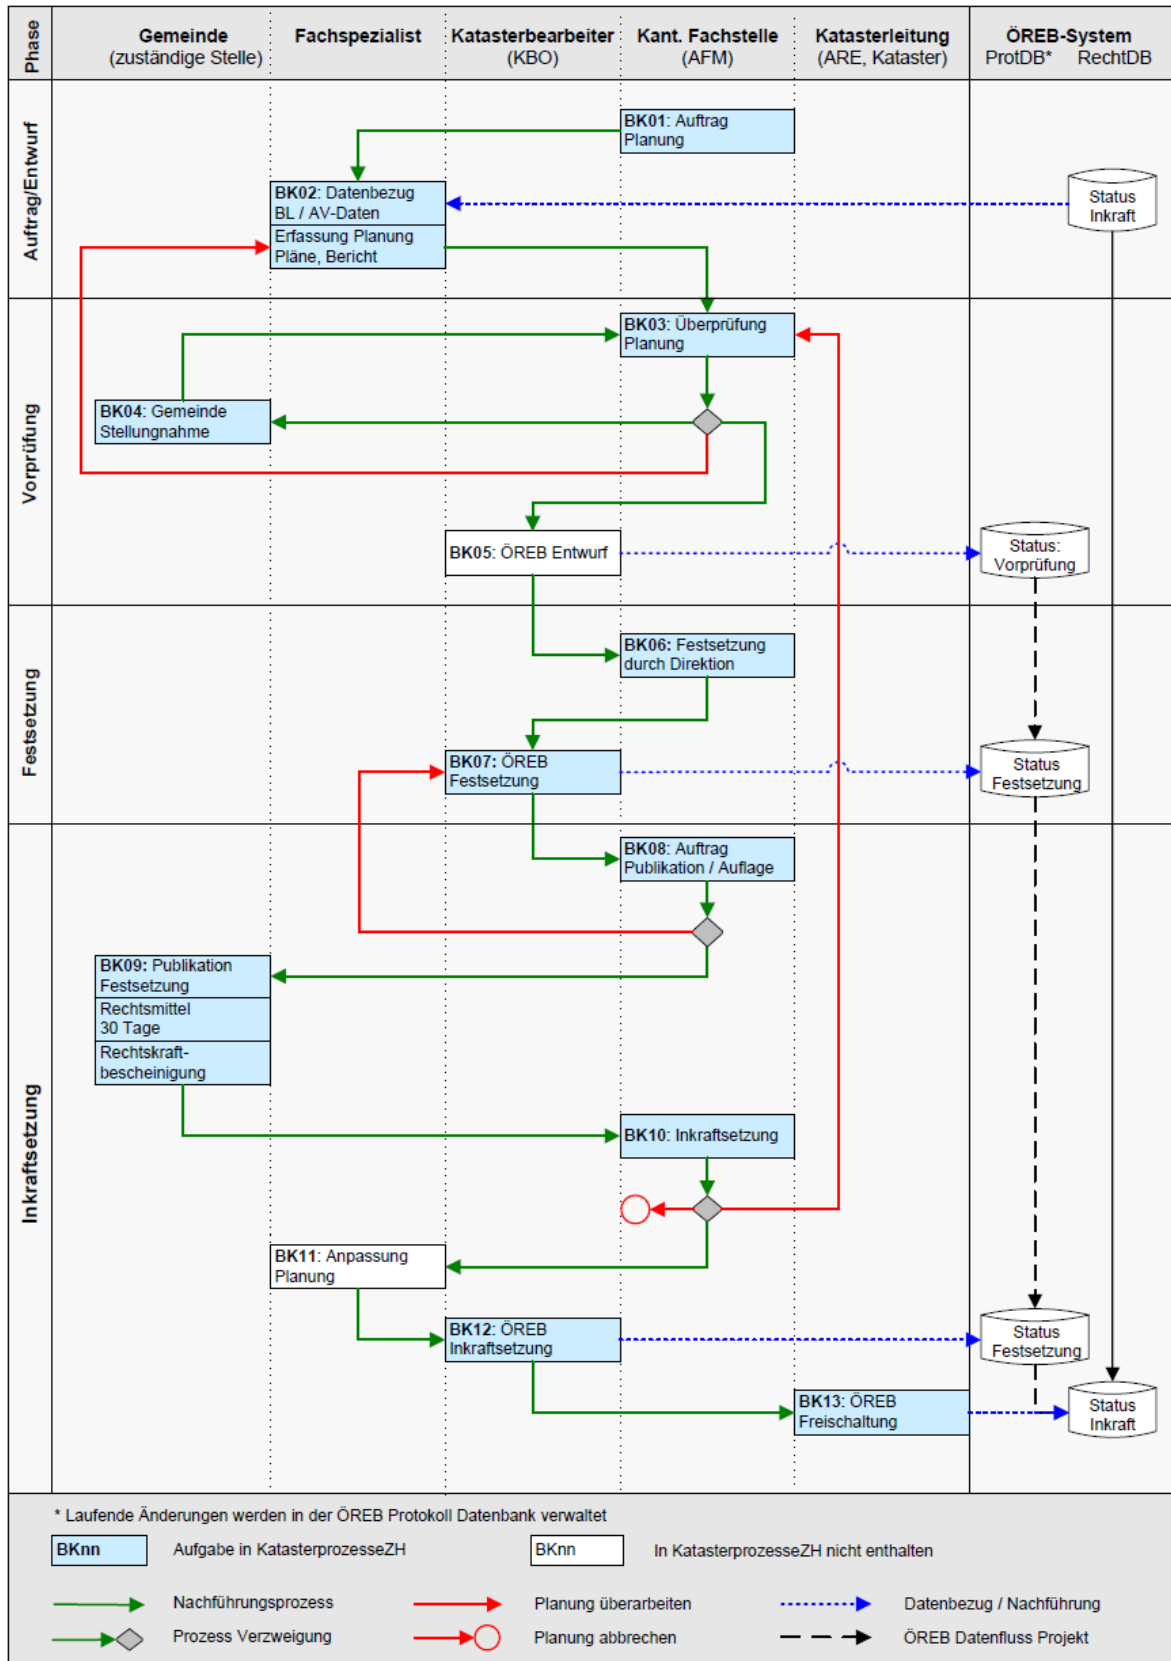 Phase
Gemeinde
(zuständige Stelle)
Fachspezialist
Katasterbearbeiter
(KBO)
Kant. Fachstelle
(AFM)
Katasterleitung
(ARE, Kataster)
ÖREB-System
ProtDB* RechtDB
Auftrag/Entwurf
BK01: Auftrag
Planung
BK02: Datenbezug
BL / AV-Daten
Erfassung Planung
Pläne, Bericht
Status
Inkraft
Vorprüfung
BK03: Überprüfung
Planung
BK04: Gemeinde
Stellungnahme
BK05: ÖREB Entwurf
Status:
Vorprüfung
Festsetzung
BK06: Festsetzung
durch Direktion
BK07: ÖREB
Festsetzung
Status
Festsetzung
Inkraftsetzung
BK08: Auftrag
Publikation / Auflage
BK09: Publikation
Festsetzung
Rechtsmittel
30 Tage
Rechtskraft-
bescheinigung
BK10: Inkraftsetzung
BK11: Anpassung
Planung
BK12: ÖREB
Inkraftsetzung
Status
Festsetzung
BK13: ÖREB
Freischaltung
Status
Inkraft
* Laufende Änderungen werden in der ÖREB Protokoll Datenbank verwaltet
BKnn Aufgabe in KatasterprozesseZH
BKnn In KatasterprozesseZH nicht enthalten
Nachführungsprozess
Planung überarbeiten
Datenbezug / Nachführung
Prozess Verzweigung
Planung abbrechen
ÖREB Datenfluss Projekt